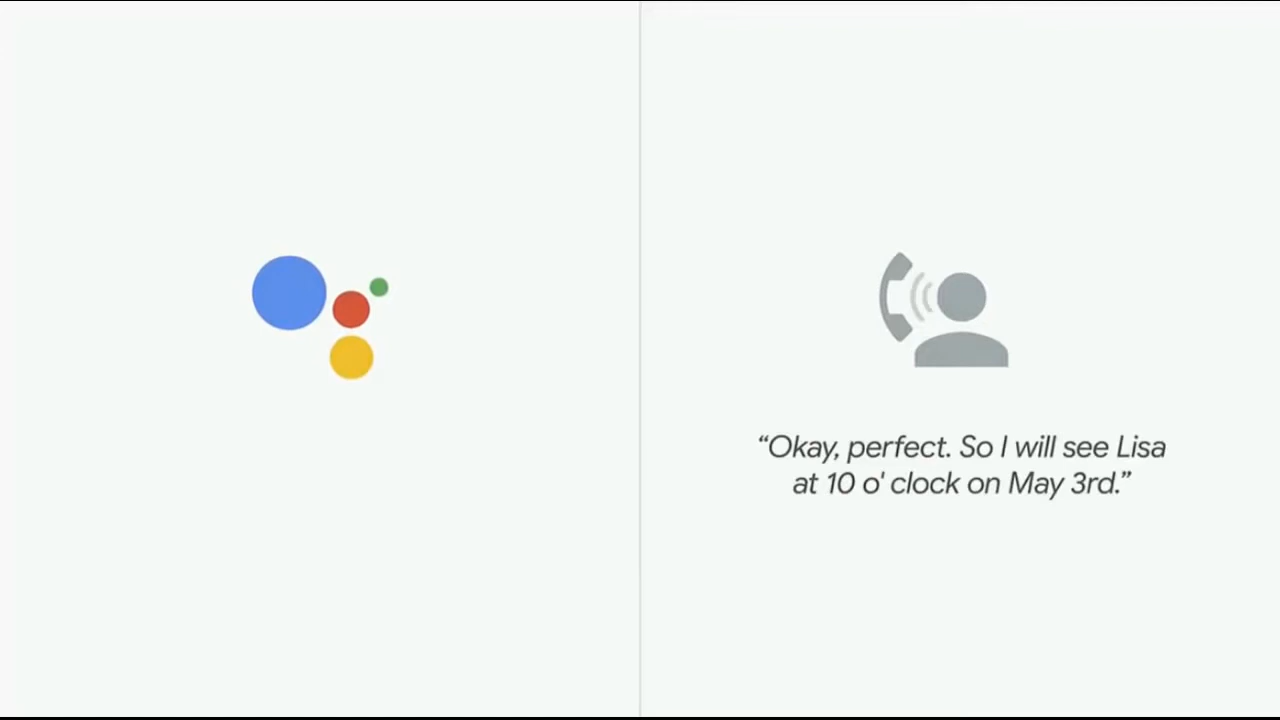 “Okay, perfect. So I will see Lisa
at 10 o' clock on May 3rd.”